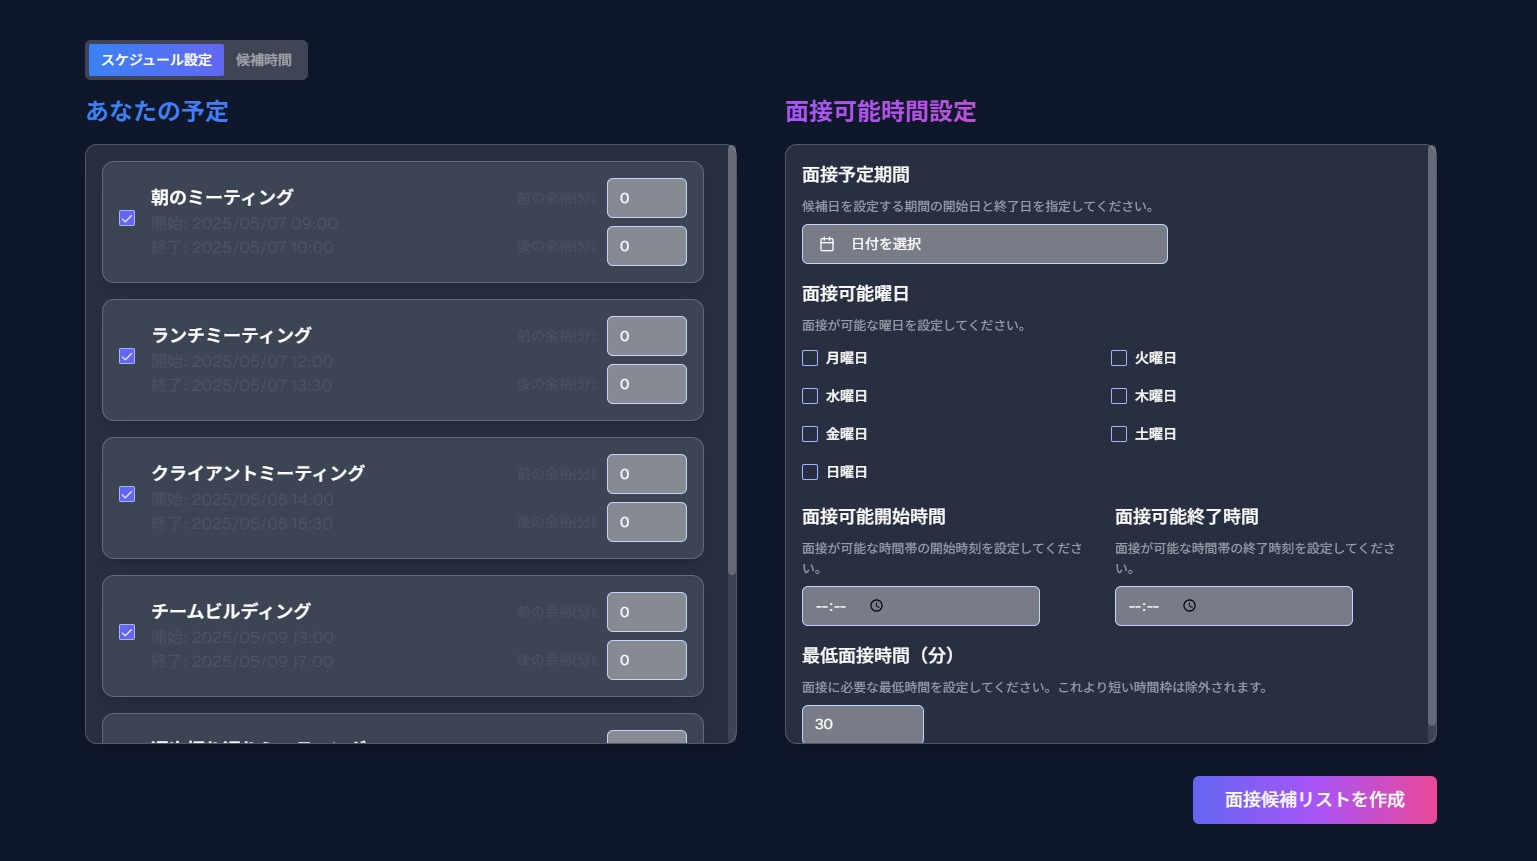 スケジュール設定 候補時間
あなたの予定
朝のミーティング
開始: 2025/05/07 09:00
終了: 2025/05/07 10:00
前の余裕(分): 0
後の余裕(分): 0
ランチミーティング
開始: 2025/05/07 12:00
終了: 2025/05/07 13:30
前の余裕(分): 0
後の余裕(分): 0
クライアントミーティング
開始: 2025/05/08 14:00
終了: 2025/05/08 15:30
前の余裕(分): 0
後の余裕(分): 0
チームビルディング
開始: 2025/05/09 13:00
終了: 2025/05/09 17:00
前の余裕(分): 0
後の余裕(分): 0
面接可能時間設定
面接予定期間
候補日を設定する期間の開始日と終了日を指定してください。
日付を選択
面接可能曜日
面接が可能な曜日を設定してください。
月曜日 火曜日
水曜日 木曜日
金曜日 土曜日
日曜日
面接可能開始時間
面接が可能な時間帯の開始時刻を設定してくださ
い。
--:--
面接可能終了時間
面接が可能な時間帯の終了時刻を設定してくださ
い。
--:--
最低面接時間（分）
面接に必要な最低時間を設定してください。これより短い時間枠は除外されます。
30
面接候補リストを作成